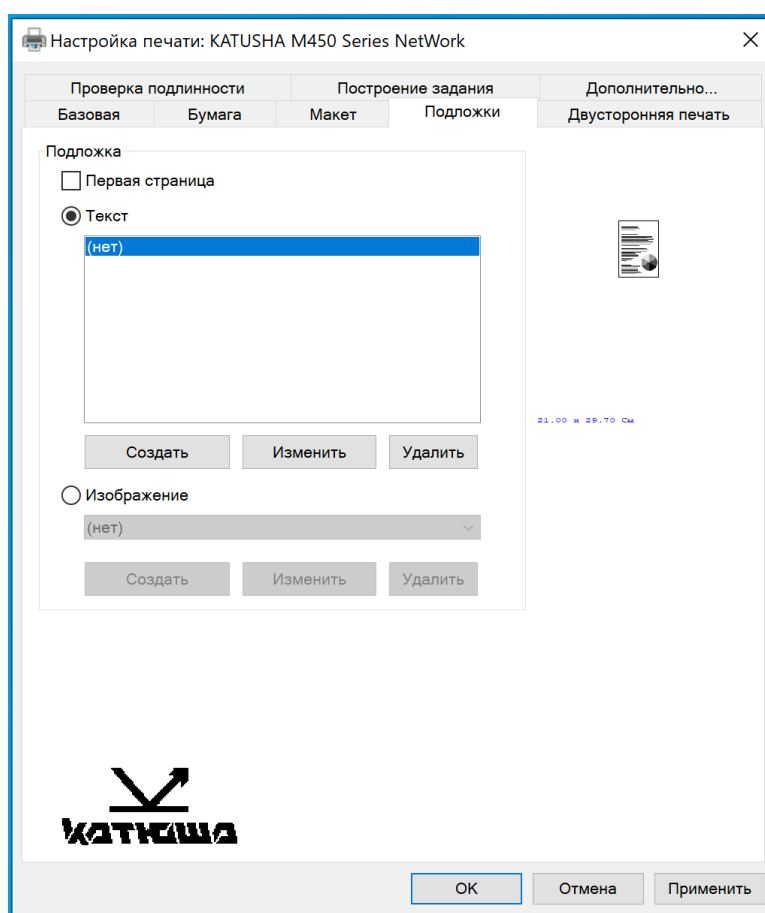 Настройка печати: KATUSHA M450 Series NetWork
Проверка подлинности Построение задания Дополнительно...
Базовая Бумага Макет Подложки Двусторонняя печать
Подложка
Первая страница
Текст
(нет)
21.00 и 29.70 См
Создать Изменить Удалить
Изображение
(нет)
Создать Изменить Удалить
катюша
OK Отмена Применить